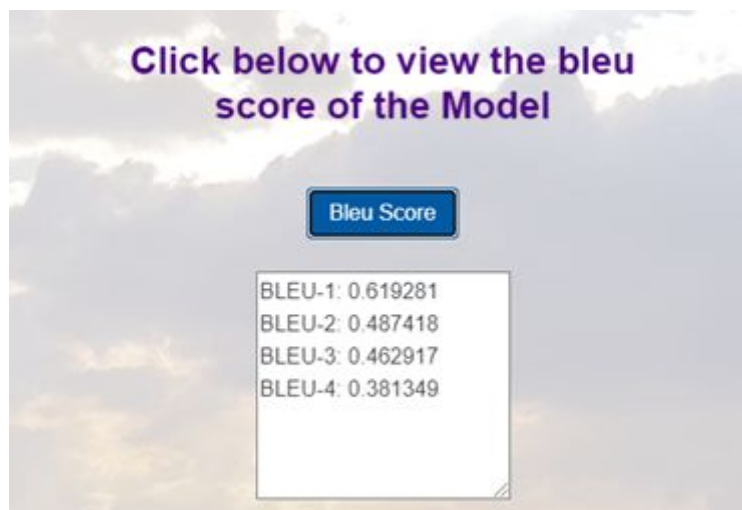 Click below to view the bleu
score of the Model
Bleu Score
BLEU-1: 0.619281
BLEU-2: 0.487418
BLEU-3: 0.462917
BLEU-4: 0.381349